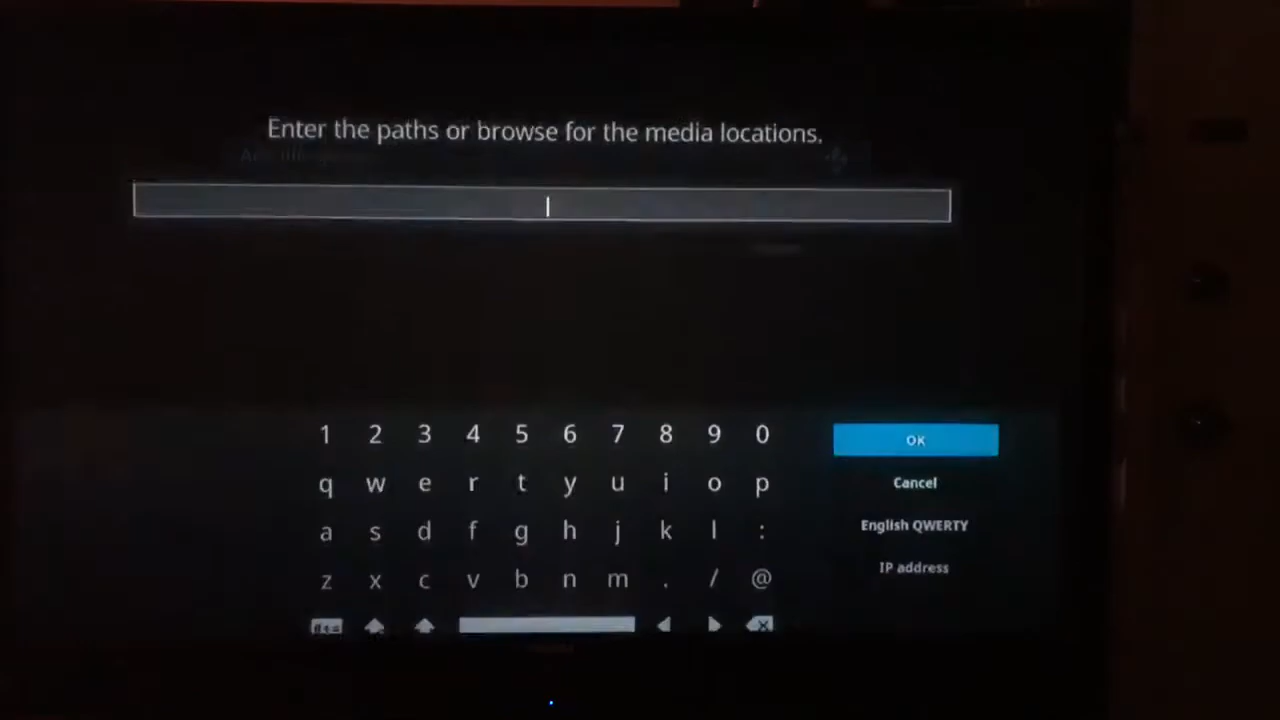 Enter the paths or browse for the media locations.
1 2 3 4 5 6 7 8 9 0
OK
q w e r t y u i o p
Cancel
a s d f g h j k l :
English QWERTY
z x c v b n m . / @
IP address